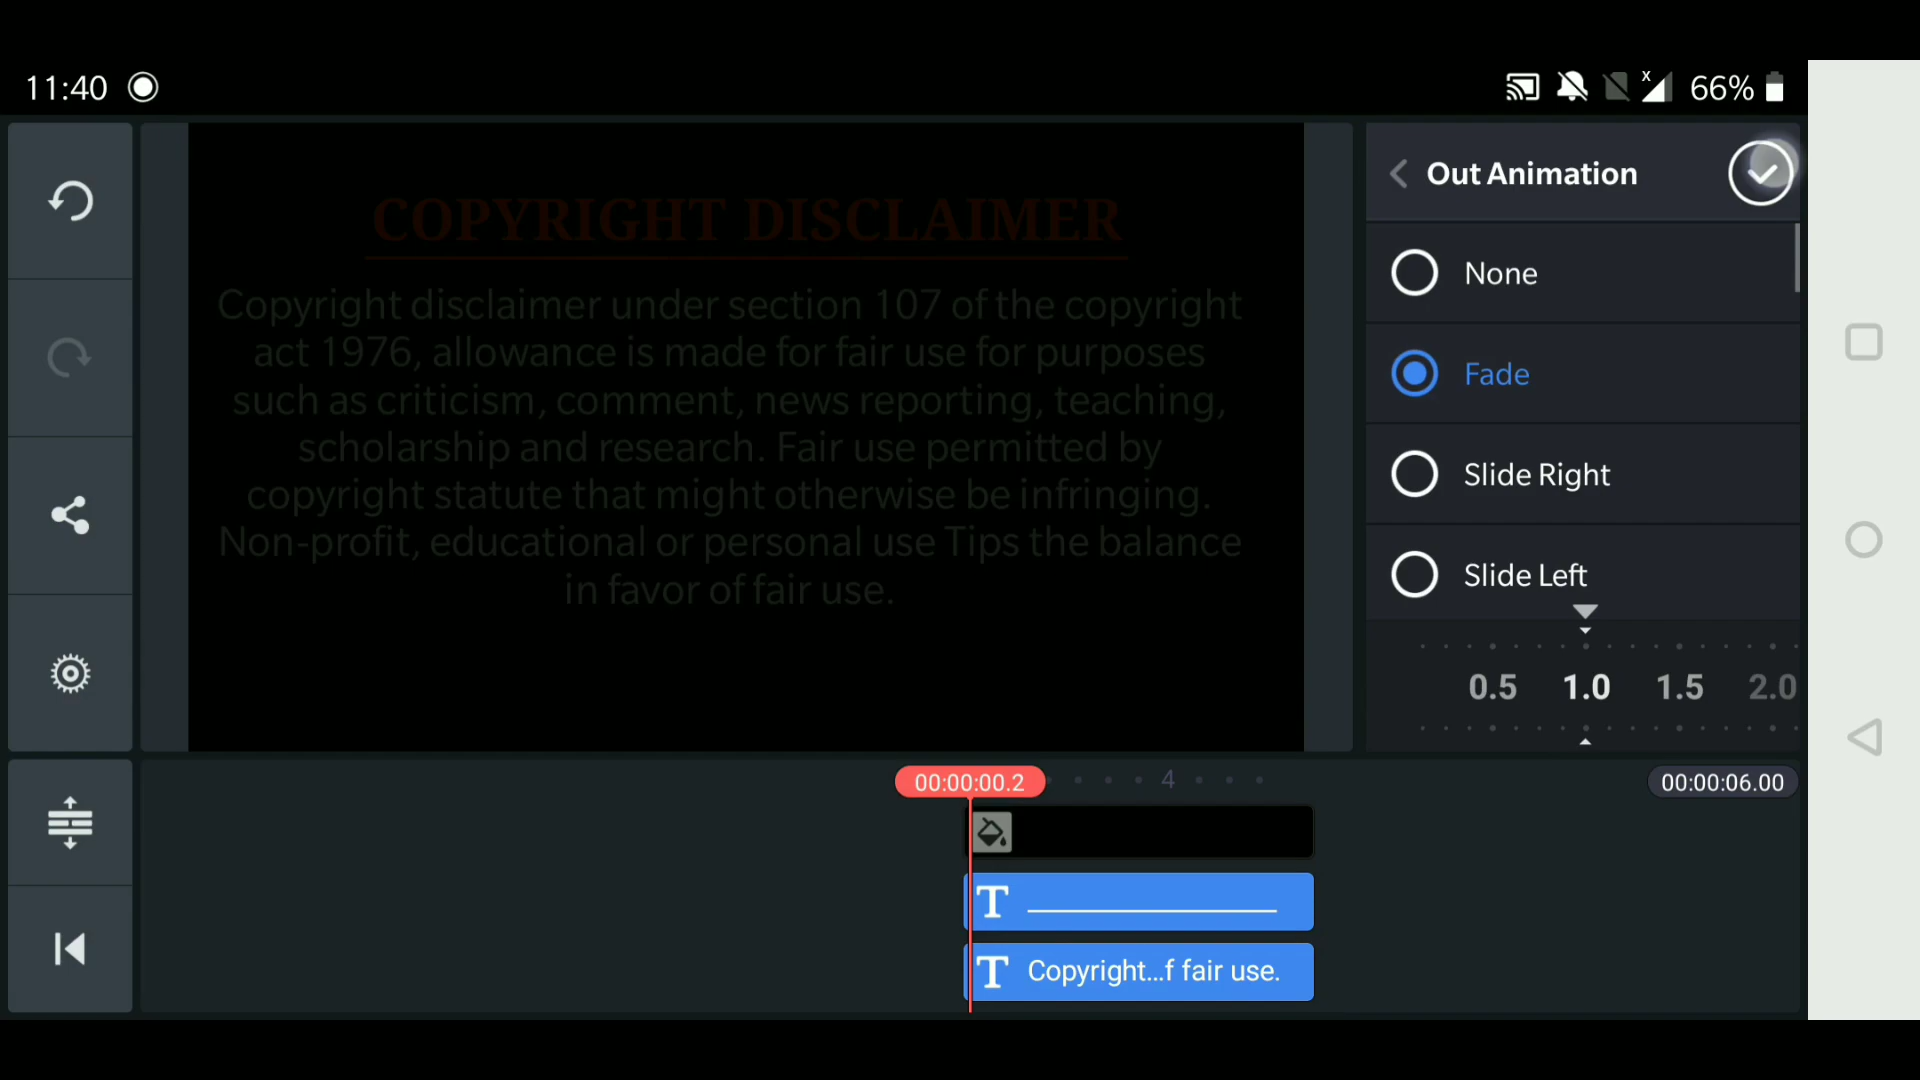 11:40
x
66%
Out Animation
COPYRIGHT DISCLAIMER
Copyright disclaimer under section 107 of the copyright
act 1976, allowance is made for fair use for purposes
such as criticism, comment, news reporting, teaching,
scholarship and research. Fair use permitted by
copyright statute that might otherwise be infringing.
Non-profit, educational or personal use Tips the balance
in favor of fair use.
None
Fade
Slide Right
Slide Left
0.5 1.0 1.5 2.0
00:00:00.2
4
00:00:06.00
T
T Copyright...f fair use.